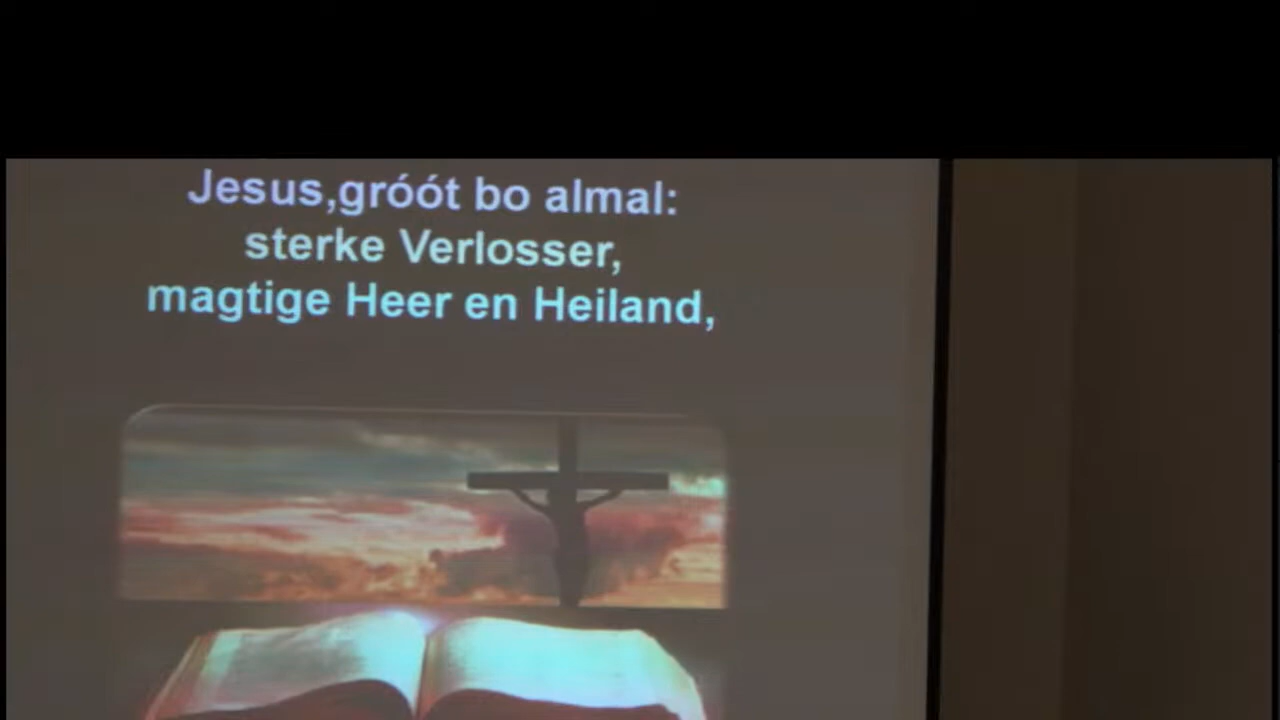 Jesus,gróót bo almal:
sterke Verlosser,
magtige Heer en Heiland,